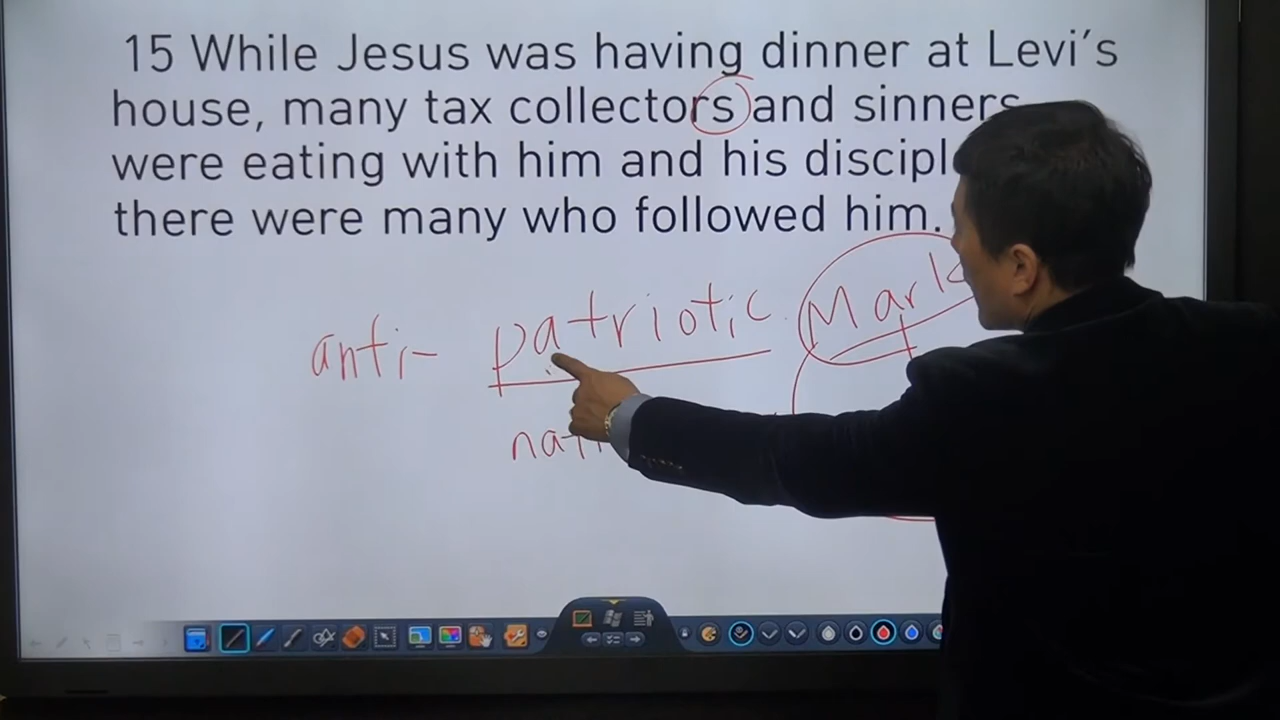 15 While Jesus was having dinner at Levi's
house, many tax collectors and sinners
were eating with him and his
there were many who followed him.
anti- patriotic Mark